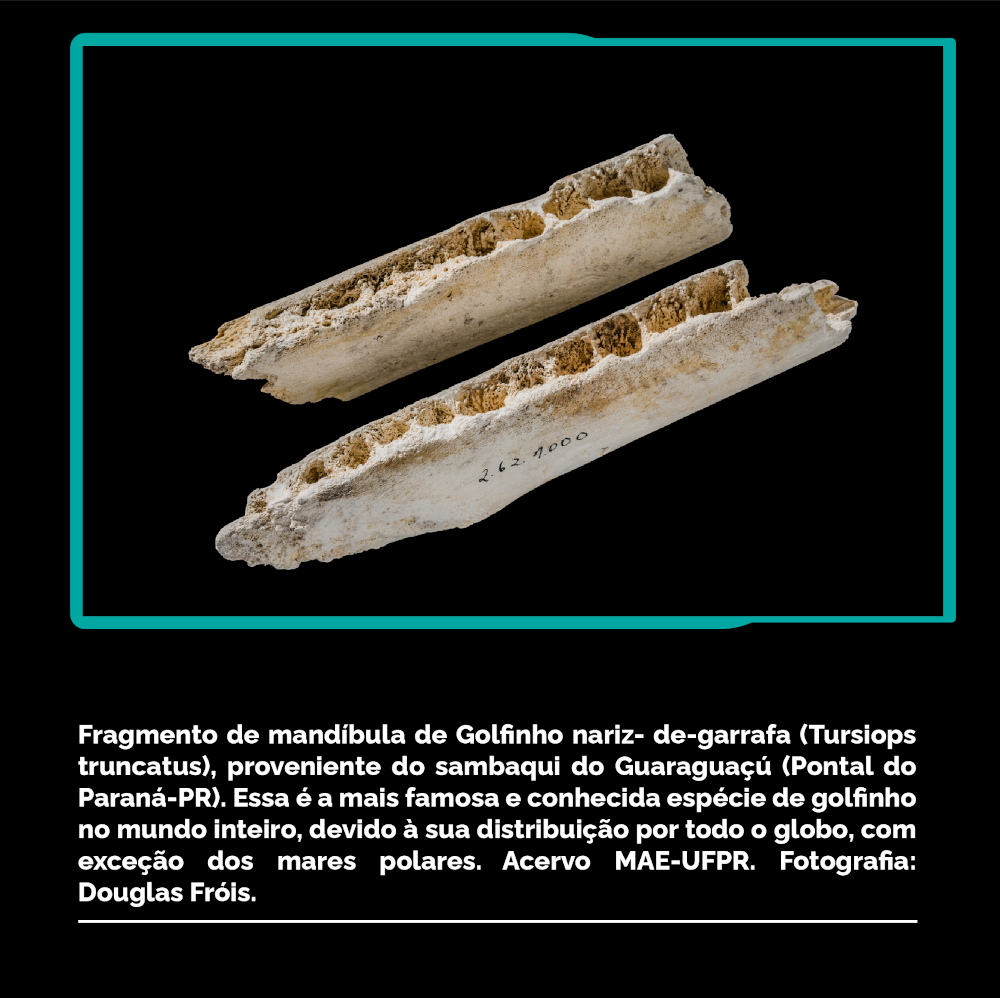 2.62.1.000
Fragmento de mandíbula de Golfinho nariz- de-garrafa (Tursiops
truncatus), proveniente do sambaqui do Guaraguaçú (Pontal do
Paraná-PR). Essa é a mais famosa e conhecida espécie de golfinho
no mundo inteiro, devido à sua distribuição por todo o globo, com
exceção dos mares polares. Acervo MAE-UFPR. Fotografia:
Douglas Fróis.